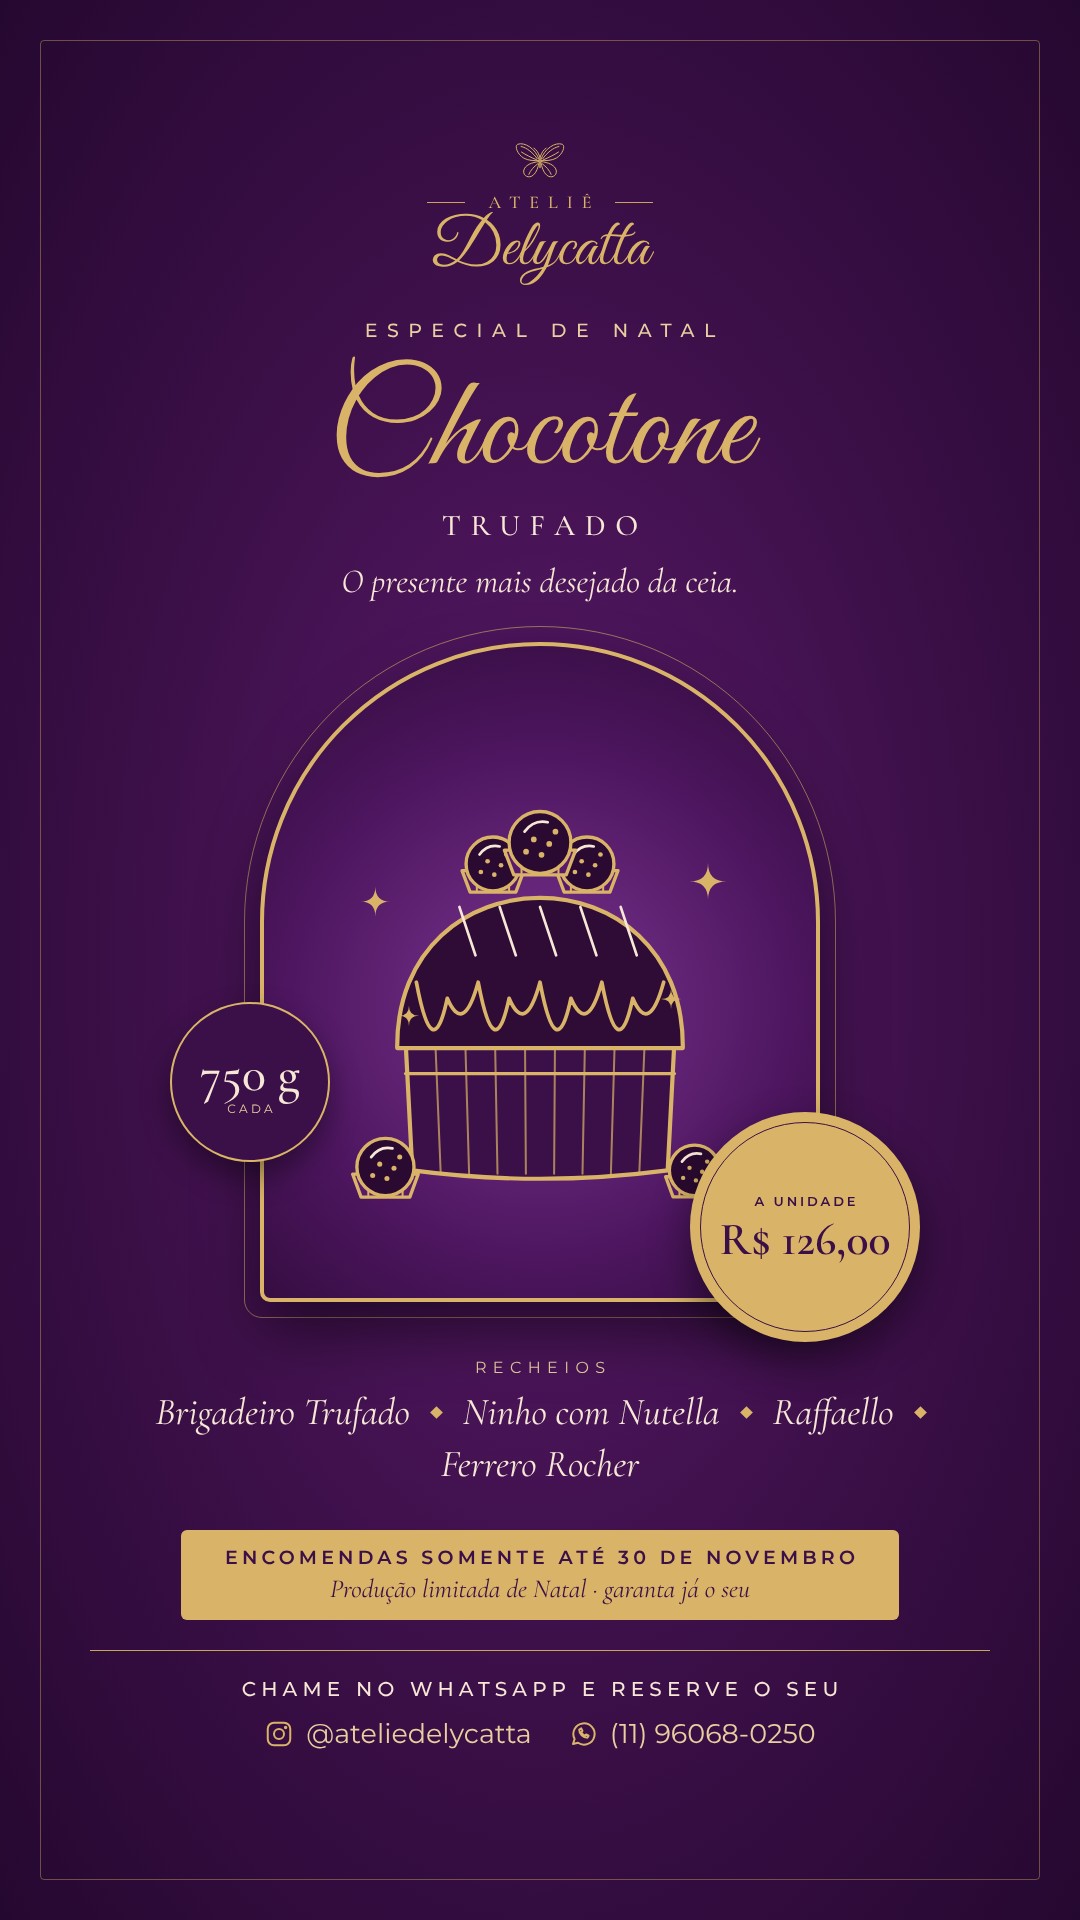 ATELIÊ
Delycatta
ESPECIAL DE NATAL
Chocotone
TRUFADO
O presente mais desejado da ceia.
750 g
CADA
A UNIDADE
R$ 126,00
RECHEIOS
Brigadeiro Trufado ◆ Ninho com Nutella ◆ Raffaello ◆
Ferrero Rocher
ENCOMENDAS SOMENTE ATÉ 30 DE NOVEMBRO
Produção limitada de Natal · garanta já o seu
CHAME NO WHATSAPP E RESERVE O SEU
@ateliedelycatta (11) 96068-0250